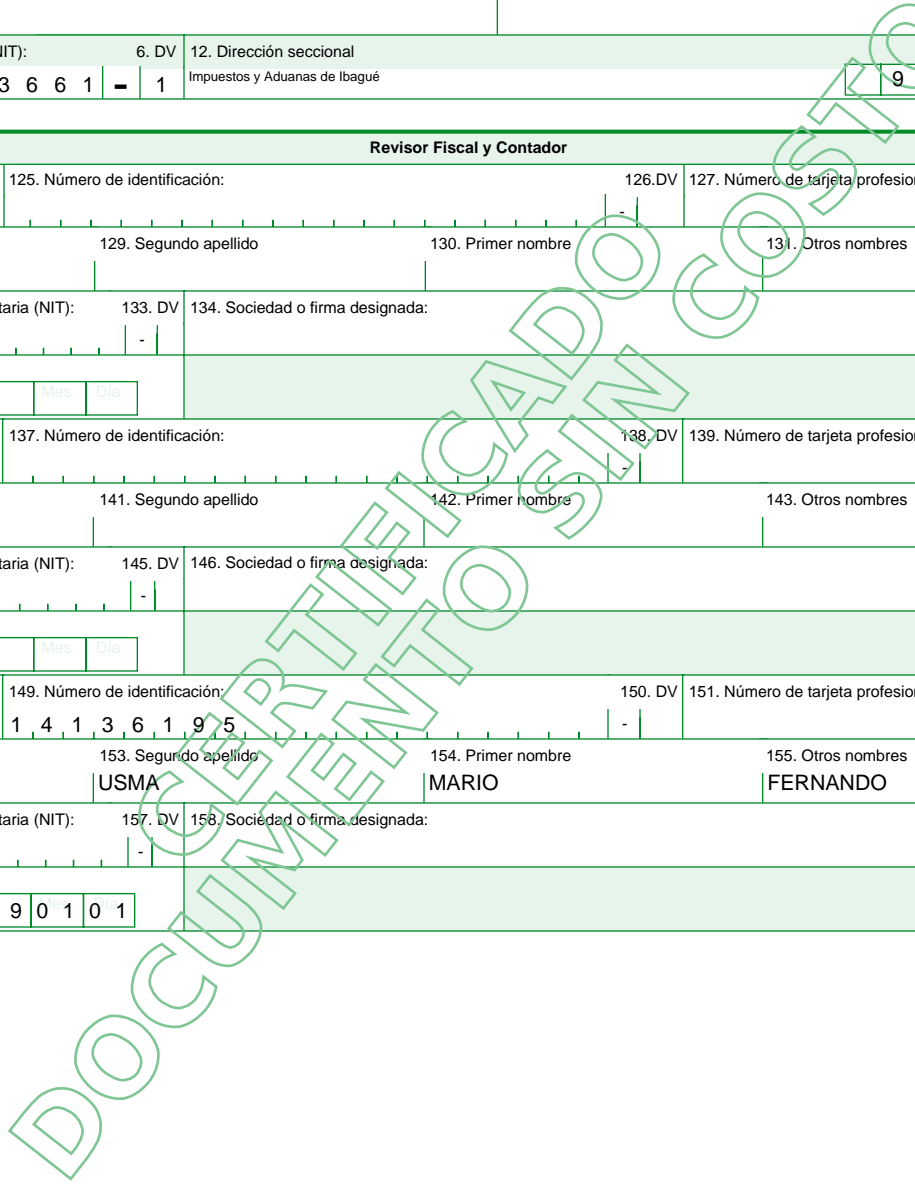 NIT): 6. DV 12. Dirección seccional
3 6 6 1 - 1 Impuestos y Aduanas de Ibagué 9
Revisor Fiscal y Contador
125. Número de identificación: 126.DV 127. Número de tarjeta profesion
-
129. Segundo apellido 130. Primer nombre 131. Otros nombres
taria (NIT): 133. DV 134. Sociedad o firma designada:
-
Mes Día
137. Número de identificación: 138. DV 139. Número de tarjeta profesion
-
141. Segundo apellido 142. Primer nombre 143. Otros nombres
taria (NIT): 145. DV 146. Sociedad o firma designada:
-
Mes Día
149. Número de identificación: 150. DV 151. Número de tarjeta profesion
1 4 1 3 6 1 9 5 -
153. Segundo apellido 154. Primer nombre 155. Otros nombres
USMA MARIO FERNANDO
taria (NIT): 157. DV 158. Sociedad o firma designada:
-
Mes Día
9 0 1 0 1
CERTIFICADO
DOCUMENTO SIN COSTO